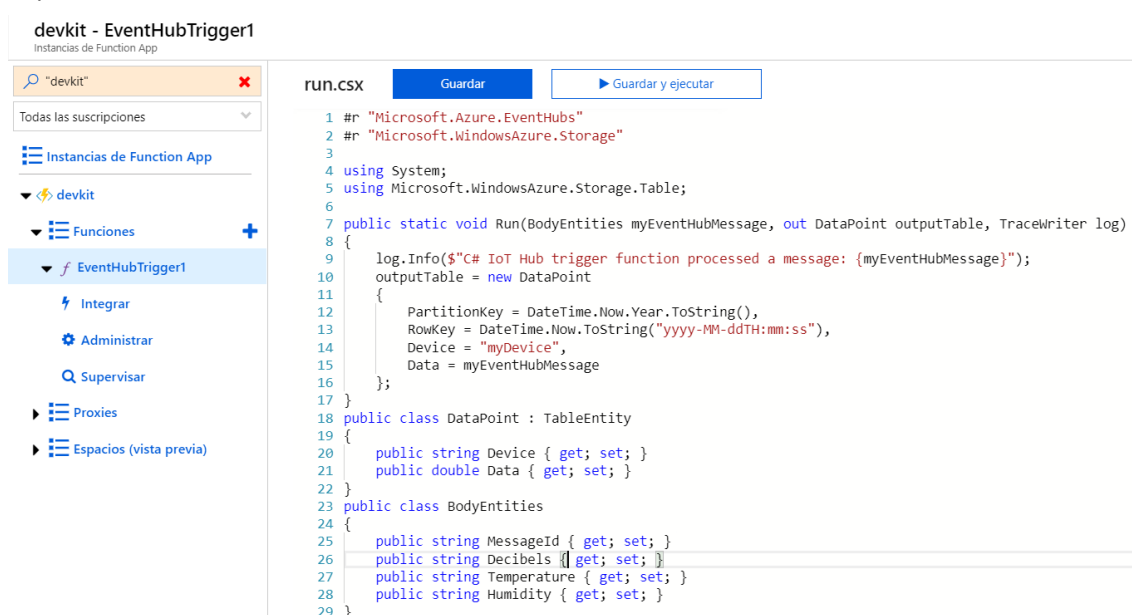 devkit - EventHubTrigger1
Instancias de Function App
"devkit"
Todas las suscripciones
Instancias de Function App
devkit
Funciones
EventHubTrigger1
Integrar
Administrar
Supervisar
Proxies
Espacios (vista previa)
run.csx Guardar Guardar y ejecutar
1 #r "Microsoft.Azure.EventHubs"
2 #r "Microsoft.WindowsAzure.Storage"
3
4 using System;
5 using Microsoft.WindowsAzure.Storage.Table;
6
7 public static void Run(BodyEntities myEventHubMessage, out DataPoint outputTable, TraceWriter log)
8 {
9     log.Info($"C# IoT Hub trigger function processed a message: {myEventHubMessage}");
10     outputTable = new DataPoint
11     {
12         PartitionKey = DateTime.Now.Year.ToString(),
13         RowKey = DateTime.Now.ToString("yyyy-MM-ddTH:mm:ss"),
14         Device = "myDevice",
15         Data = myEventHubMessage
16     };
17 }
18 public class DataPoint : TableEntity
19 {
20     public string Device { get; set; }
21     public double Data { get; set; }
22 }
23 public class BodyEntities
24 {
25     public string MessageId { get; set; }
26     public string Decibels { get; set; }
27     public string Temperature { get; set; }
28     public string Humidity { get; set; }
29 }